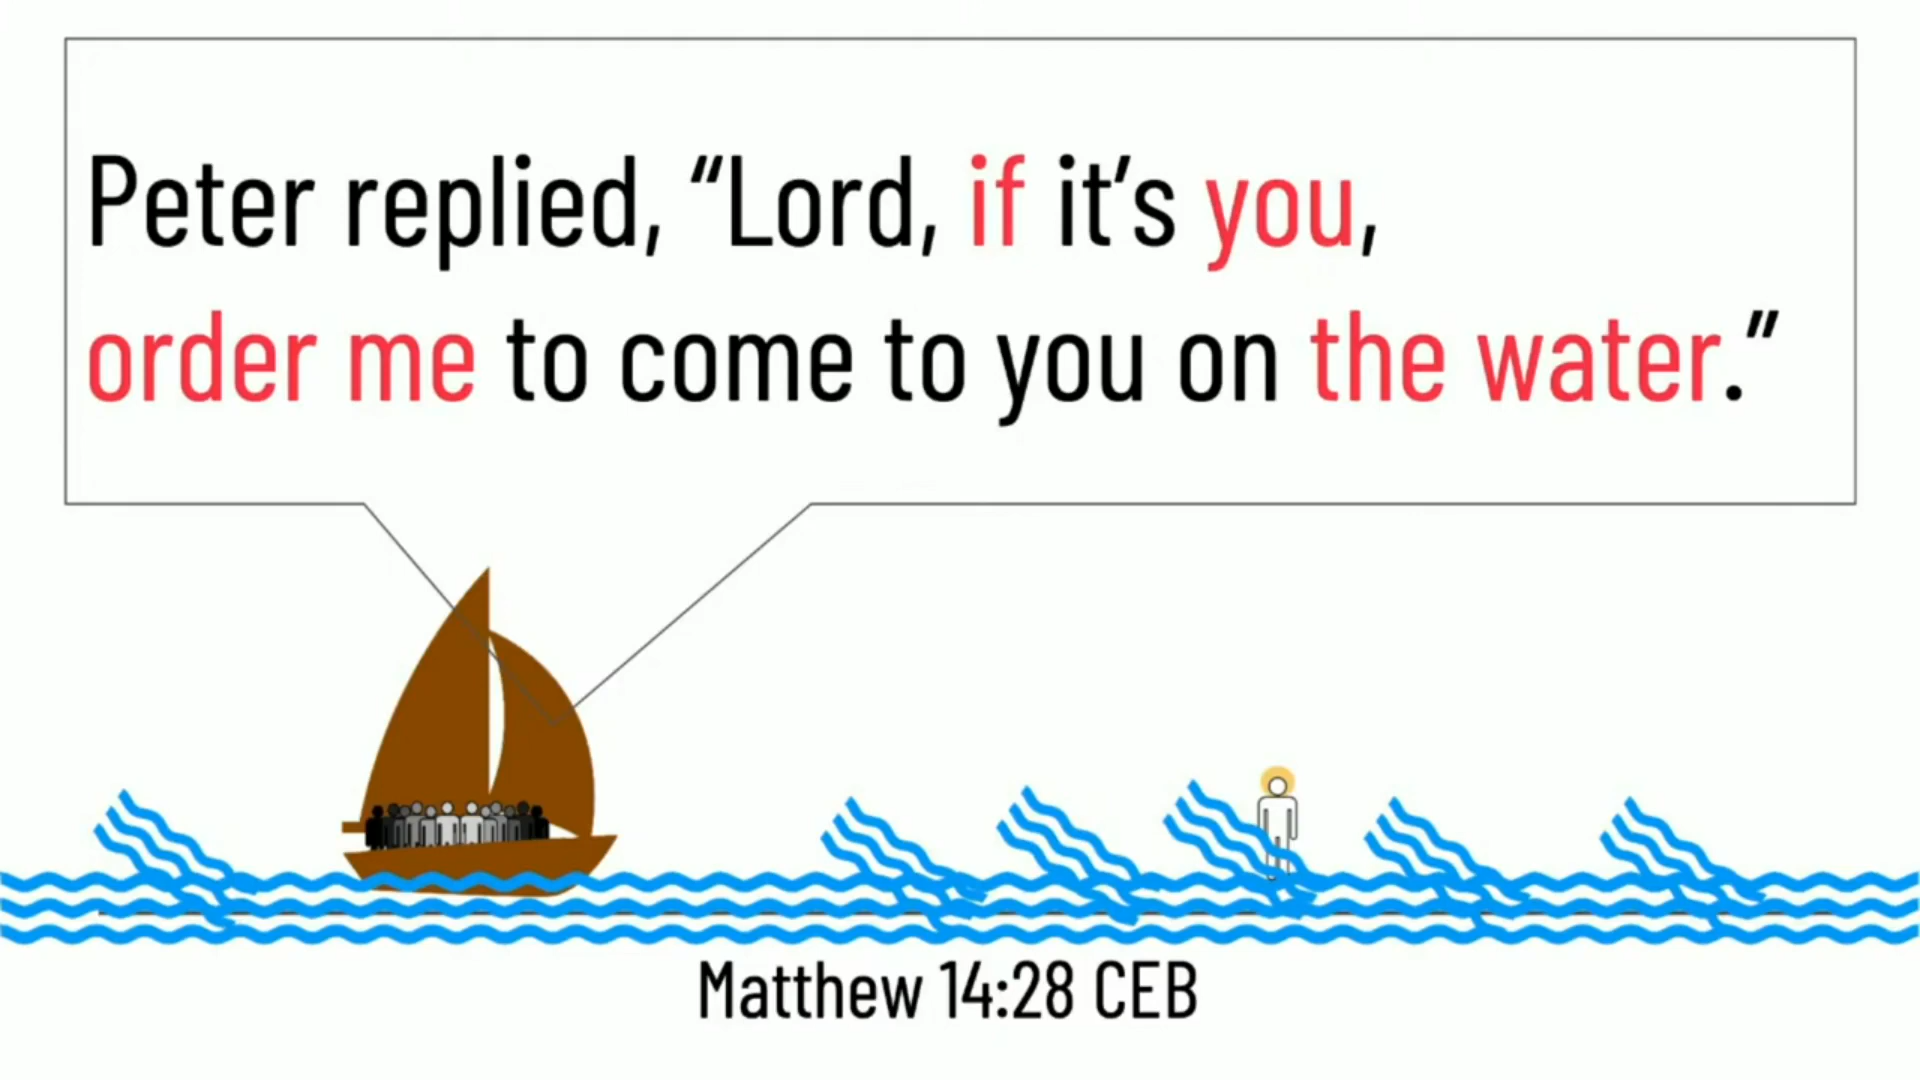 Peter replied, “Lord, if it’s you,
order me to come to you on the water.”
Matthew 14:28 CEB